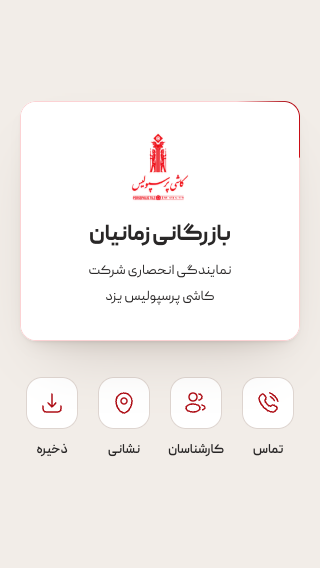 کاشی پرسپولیس
بازرگانی زمانیان
نمایندگی انحصاری شرکت
کاشی پرسپولیس یزد
تماس
کارشناسان
نشانی
ذخیره